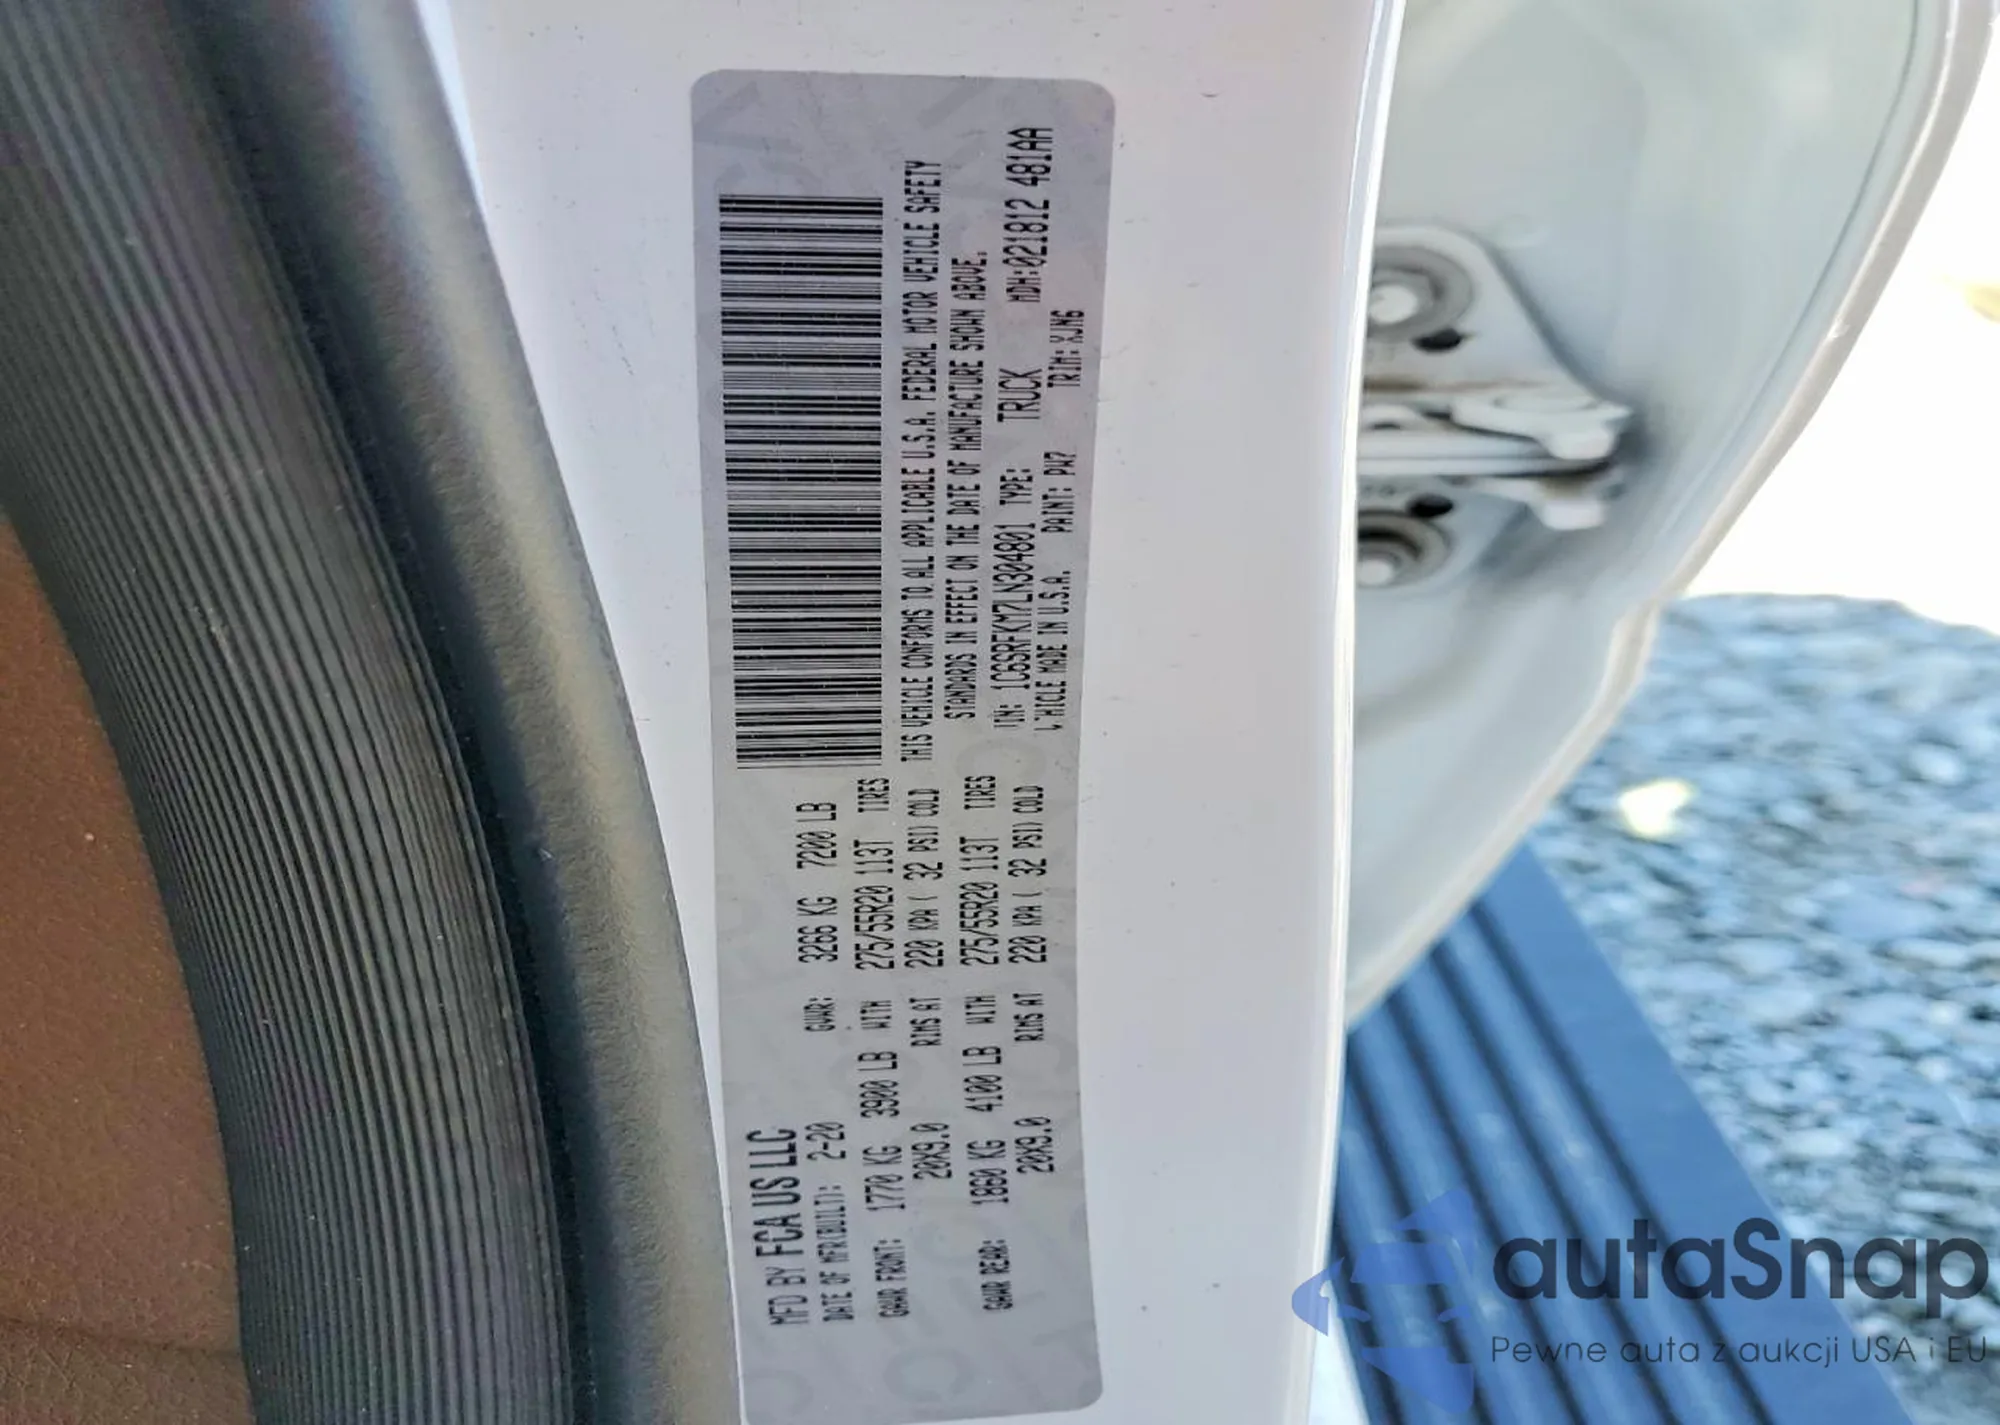 MFD BY FCA US LLC
DATE OF MFR(BUILT): 2-20 GVWR: 3266 KG 7200 LB
GAWR FRONT: 1770 KG 3900 LB WITH 275/55R20 113T TIRES
20X9.0 RIMS AT 220 KPA ( 32 PSI) COLD
GAWR REAR: 1860 KG 4100 LB WITH 275/55R20 113T TIRES
20X9.0 RIMS AT 220 KPA ( 32 PSI) COLD
THIS VEHICLE CONFORMS TO ALL APPLICABLE U.S.A. FEDERAL MOTOR VEHICLE SAFETY
STANDARDS IN EFFECT ON THE DATE OF MANUFACTURE SHOWN ABOVE.
VIN: 1C6SRFKM7LN304801 TYPE: TRUCK MDH:021812 481AA
VEHICLE MADE IN U.S.A. PAINT: PW7 TRIM: XJN6
autaSnap
Pewne auta z aukcji USA i EU